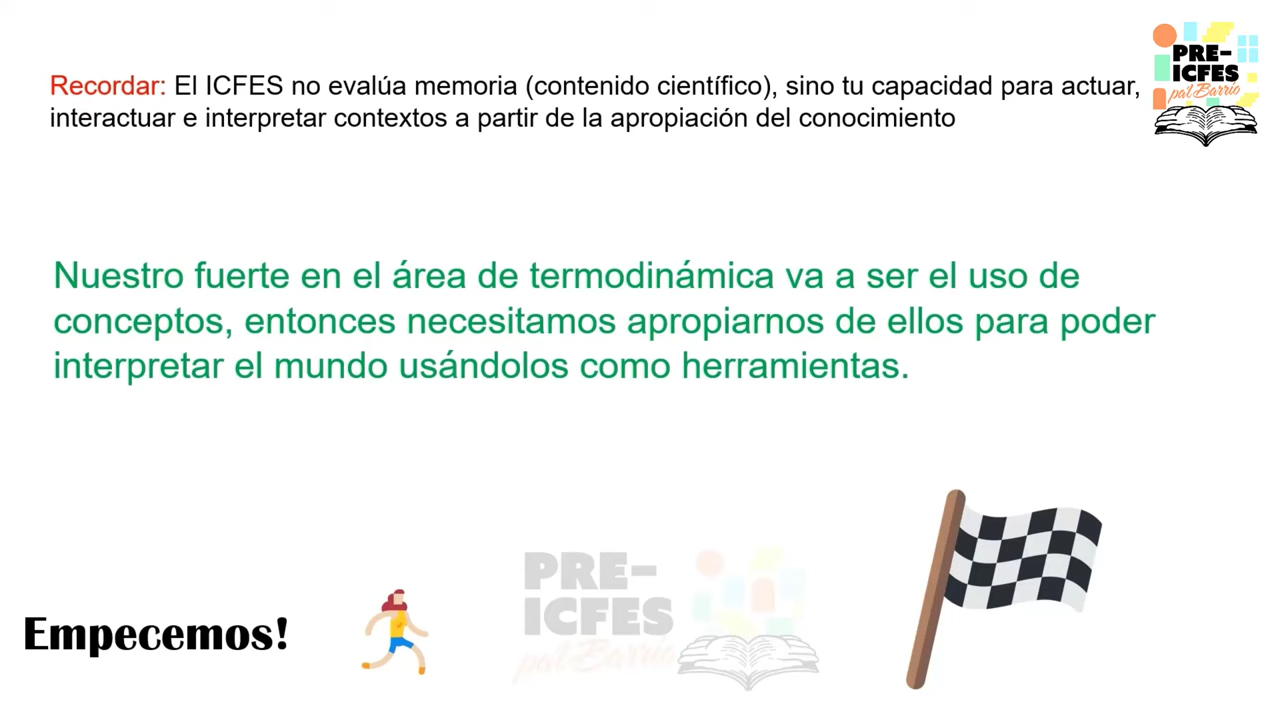 Recordar: El ICFES no evalúa memoria (contenido científico), sino tu capacidad para actuar,
interactuar e interpretar contextos a partir de la apropiación del conocimiento
PRE-
ICFES
pa'l Barrio
Nuestro fuerte en el área de termodinámica va a ser el uso de
conceptos, entonces necesitamos apropiarnos de ellos para poder
interpretar el mundo usándolos como herramientas.
Empecemos!
PRE-
ICFES
pa'l Barrio